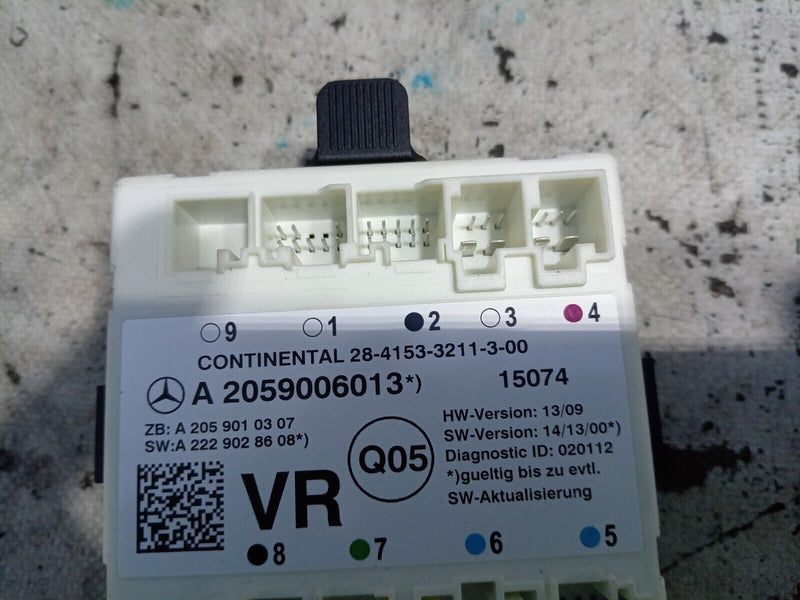 9 1 2 3 4
CONTINENTAL 28-4153-3211-3-00
A 2059006013*) 15074
ZB: A 205 901 03 07
SW:A 222 902 86 08*)
Q05
HW-Version: 13/09
SW-Version: 14/13/00*)
Diagnostic ID: 020112
*)gueltig bis zu evtl.
SW-Aktualisierung
VR
8 7 6 5